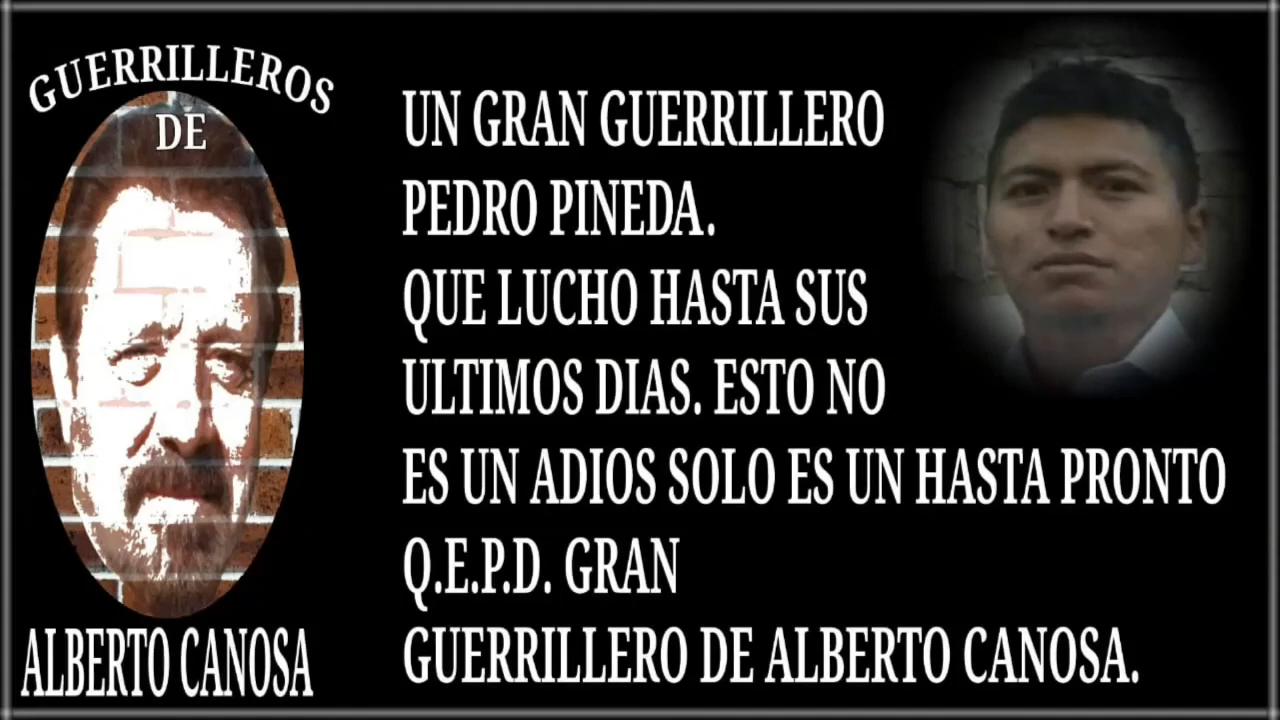 GUERRILLEROS
DE
ALBERTO CANOSA
UN GRAN GUERRILLERO
PEDRO PINEDA.
QUE LUCHO HASTA SUS
ULTIMOS DIAS. ESTO NO
ES UN ADIOS SOLO ES UN HASTA PRONTO
Q.E.P.D. GRAN
GUERRILLERO DE ALBERTO CANOSA.